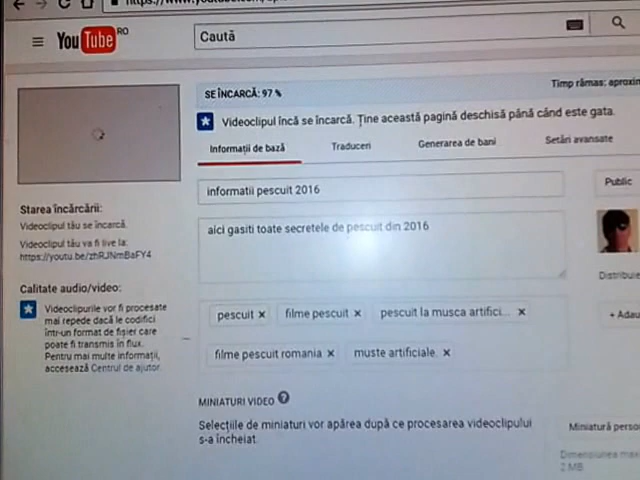 YouTube RO
Caută
SE ÎNCARCĂ: 97 %
Timp rămas:
Videoclipul încă se încarcă. Ține această pagină deschisă până când este gata.
Informații de bază
Traduceri
Generarea de bani
Setări avansate
informatii pescuit 2016
Public
aici gasiti toate secretele de pescuit din 2016
Starea încărcării:
Videoclipul tău se încarcă.
Videoclipul tău va fi live la:
https://youtu.be/zhRJNmBaFY4
Calitate audio/video:
Videoclipurile vor fi procesate
mai repede dacă le codifici
într-un format de fișier care
poate fi transmis în flux.
Pentru mai multe informații,
accesează Centrul de ajutor.
pescuit ×
filme pescuit ×
pescuit la musca artifici... ×
filme pescuit romania ×
muste artificiale. ×
MINIATURI VIDEO ?
Selecțiile de miniaturi vor apărea după ce procesarea videoclipului
s-a încheiat.
Miniatură
2 MB